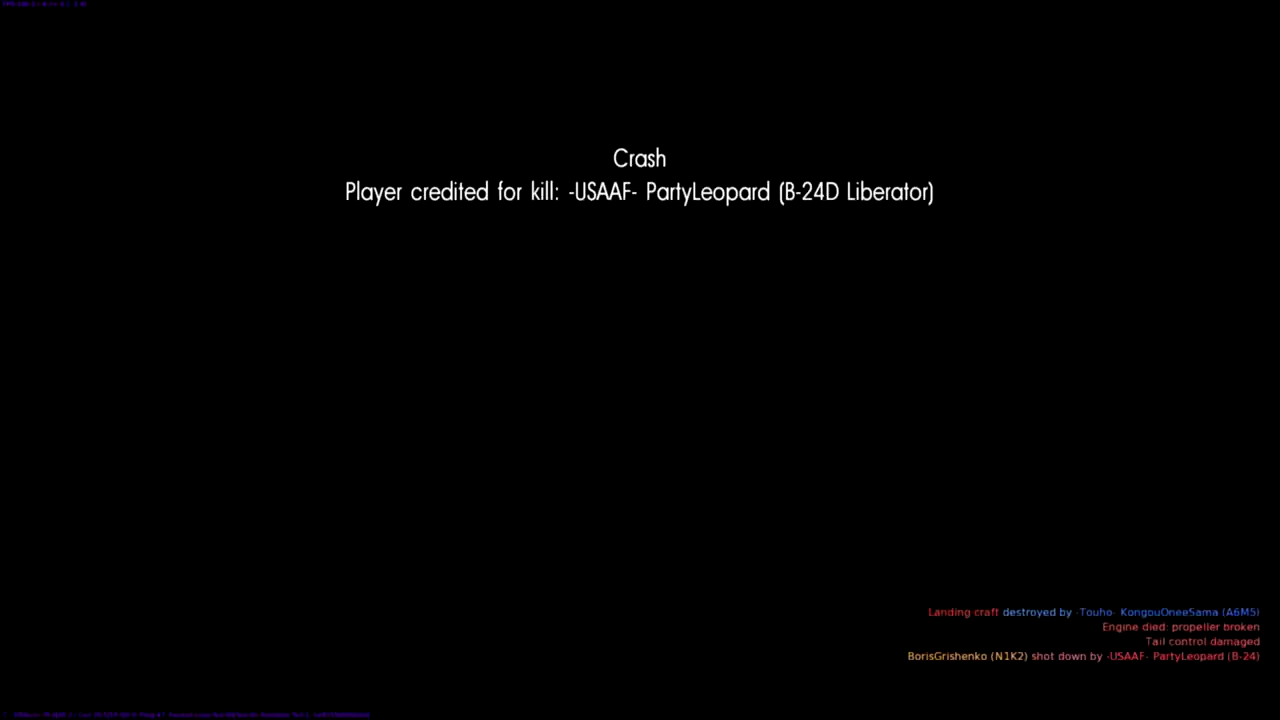 Crash
Player credited for kill: -USAAF- PartyLeopard (B-24D Liberator)
Landing craft destroyed by -Touho- KongouOneeSama (A6M5)
Engine died: propeller broken
Tail control damaged
BorisGrishenko (N1K2) shot down by -USAAF- PartyLeopard (B-24)